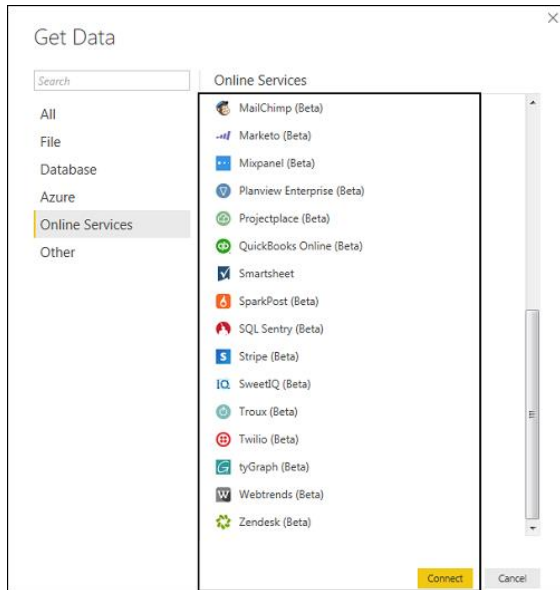 Get Data
Search
All
File
Database
Azure
Online Services
Other
Online Services
MailChimp (Beta)
Marketo (Beta)
Mixpanel (Beta)
Planview Enterprise (Beta)
Projectplace (Beta)
QuickBooks Online (Beta)
Smartsheet
SparkPost (Beta)
SQL Sentry (Beta)
Stripe (Beta)
SweetIQ (Beta)
Troux (Beta)
Twilio (Beta)
tyGraph (Beta)
Webtrends (Beta)
Zendesk (Beta)
Connect
Cancel